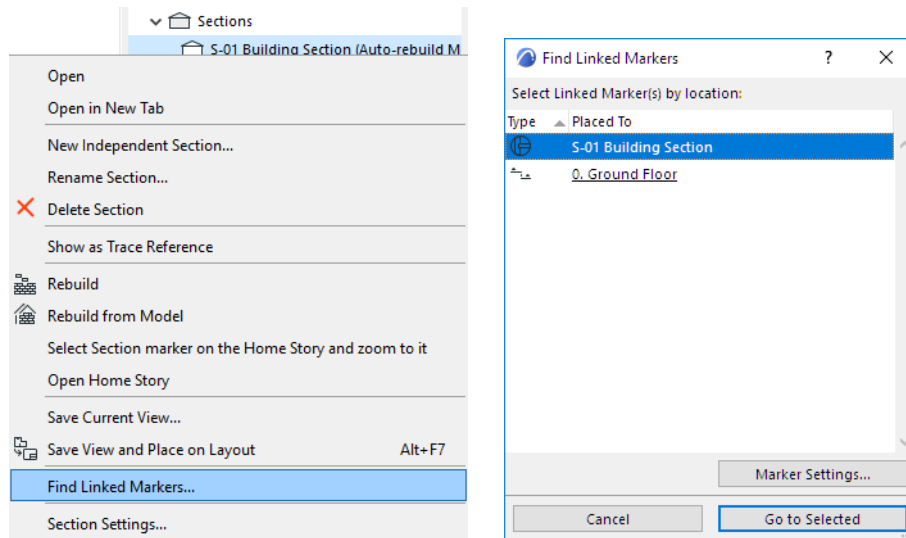 Sections
S-01 Building Section (Auto-rebuild M
Open
Open in New Tab
New Independent Section...
Rename Section...
Delete Section
Show as Trace Reference
Rebuild
Rebuild from Model
Select Section marker on the Home Story and zoom to it
Open Home Story
Save Current View...
Save View and Place on Layout Alt+F7
Find Linked Markers...
Section Settings...
Find Linked Markers ?
Select Linked Marker(s) by location:
Type Placed To
S-01 Building Section
0. Ground Floor
Marker Settings...
Cancel Go to Selected